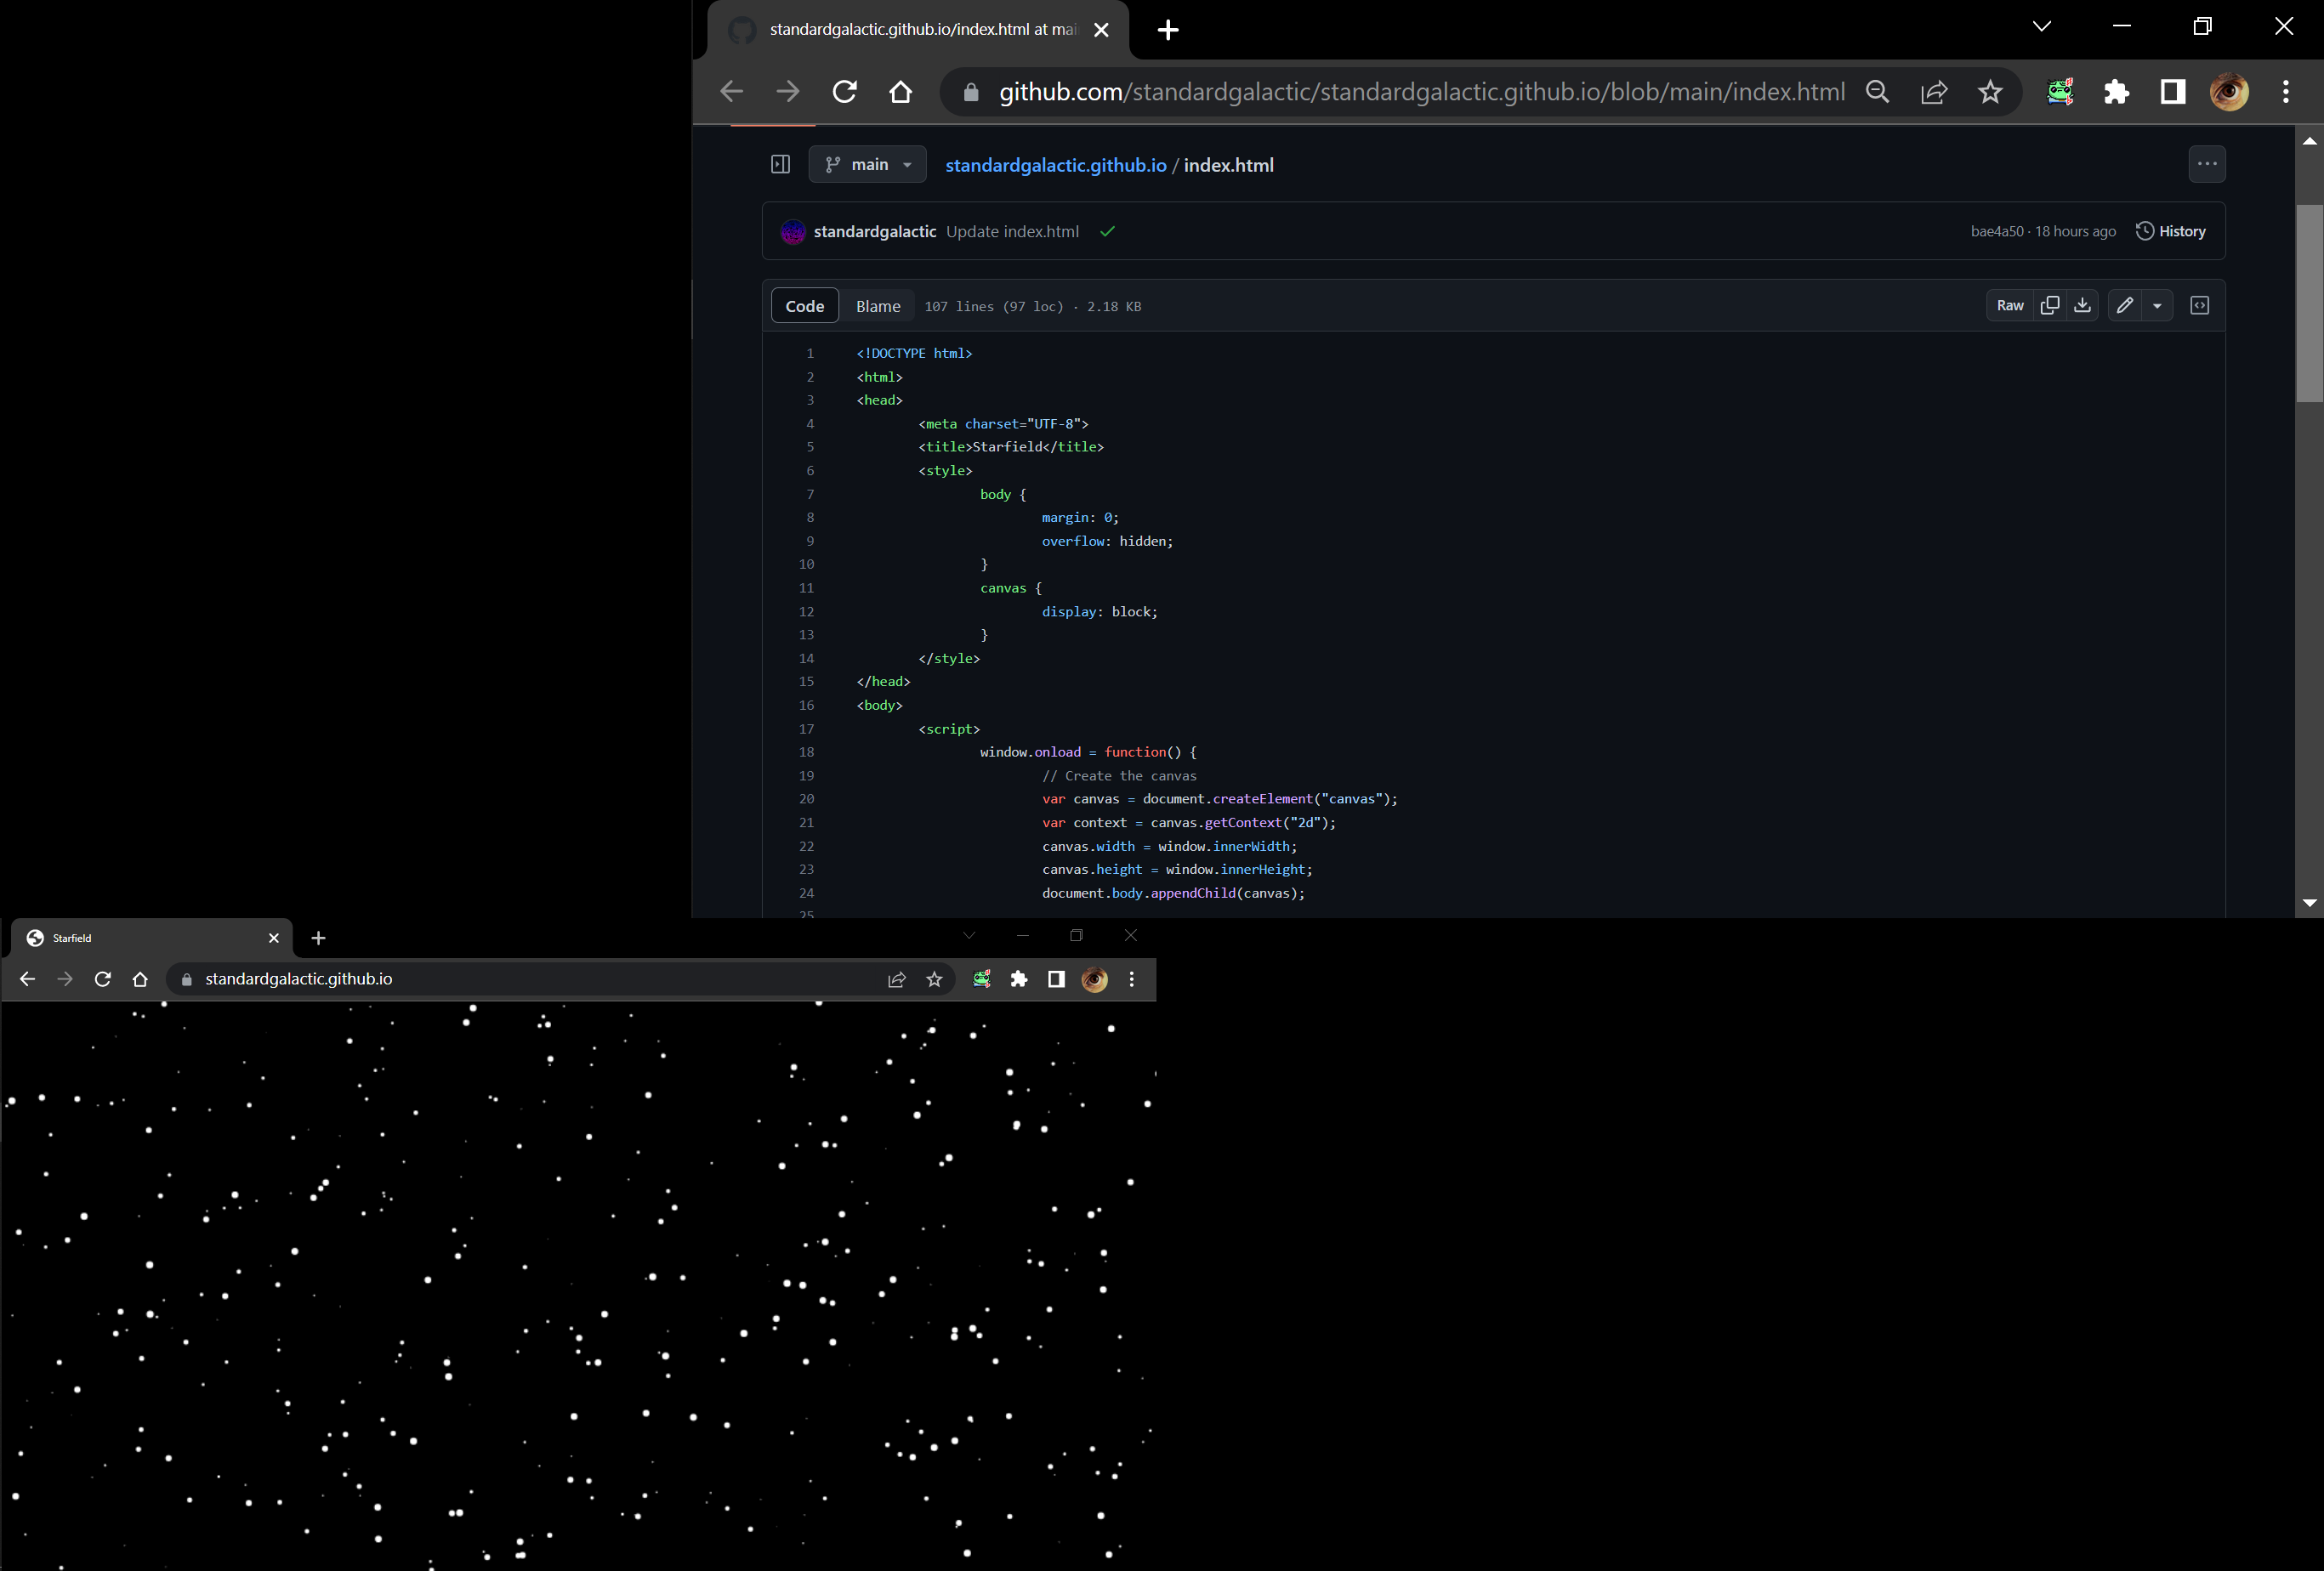 standardgalactic.github.io/index.html at mai
github.com/standardgalactic/standardgalactic.github.io/blob/main/index.html
main
standardgalactic.github.io / index.html
standardgalactic Update index.html
bae4a50 · 18 hours ago
History
Code Blame 107 lines (97 loc) · 2.18 KB
Raw
1 <!DOCTYPE html>
2 <html>
3 <head>
4 <meta charset="UTF-8">
5 <title>Starfield</title>
6 <style>
7 body {
8 margin: 0;
9 overflow: hidden;
10 }
11 canvas {
12 display: block;
13 }
14 </style>
15 </head>
16 <body>
17 <script>
18 window.onload = function() {
19 // Create the canvas
20 var canvas = document.createElement("canvas");
21 var context = canvas.getContext("2d");
22 canvas.width = window.innerWidth;
23 canvas.height = window.innerHeight;
24 document.body.appendChild(canvas);
25
Starfield
standardgalactic.github.io